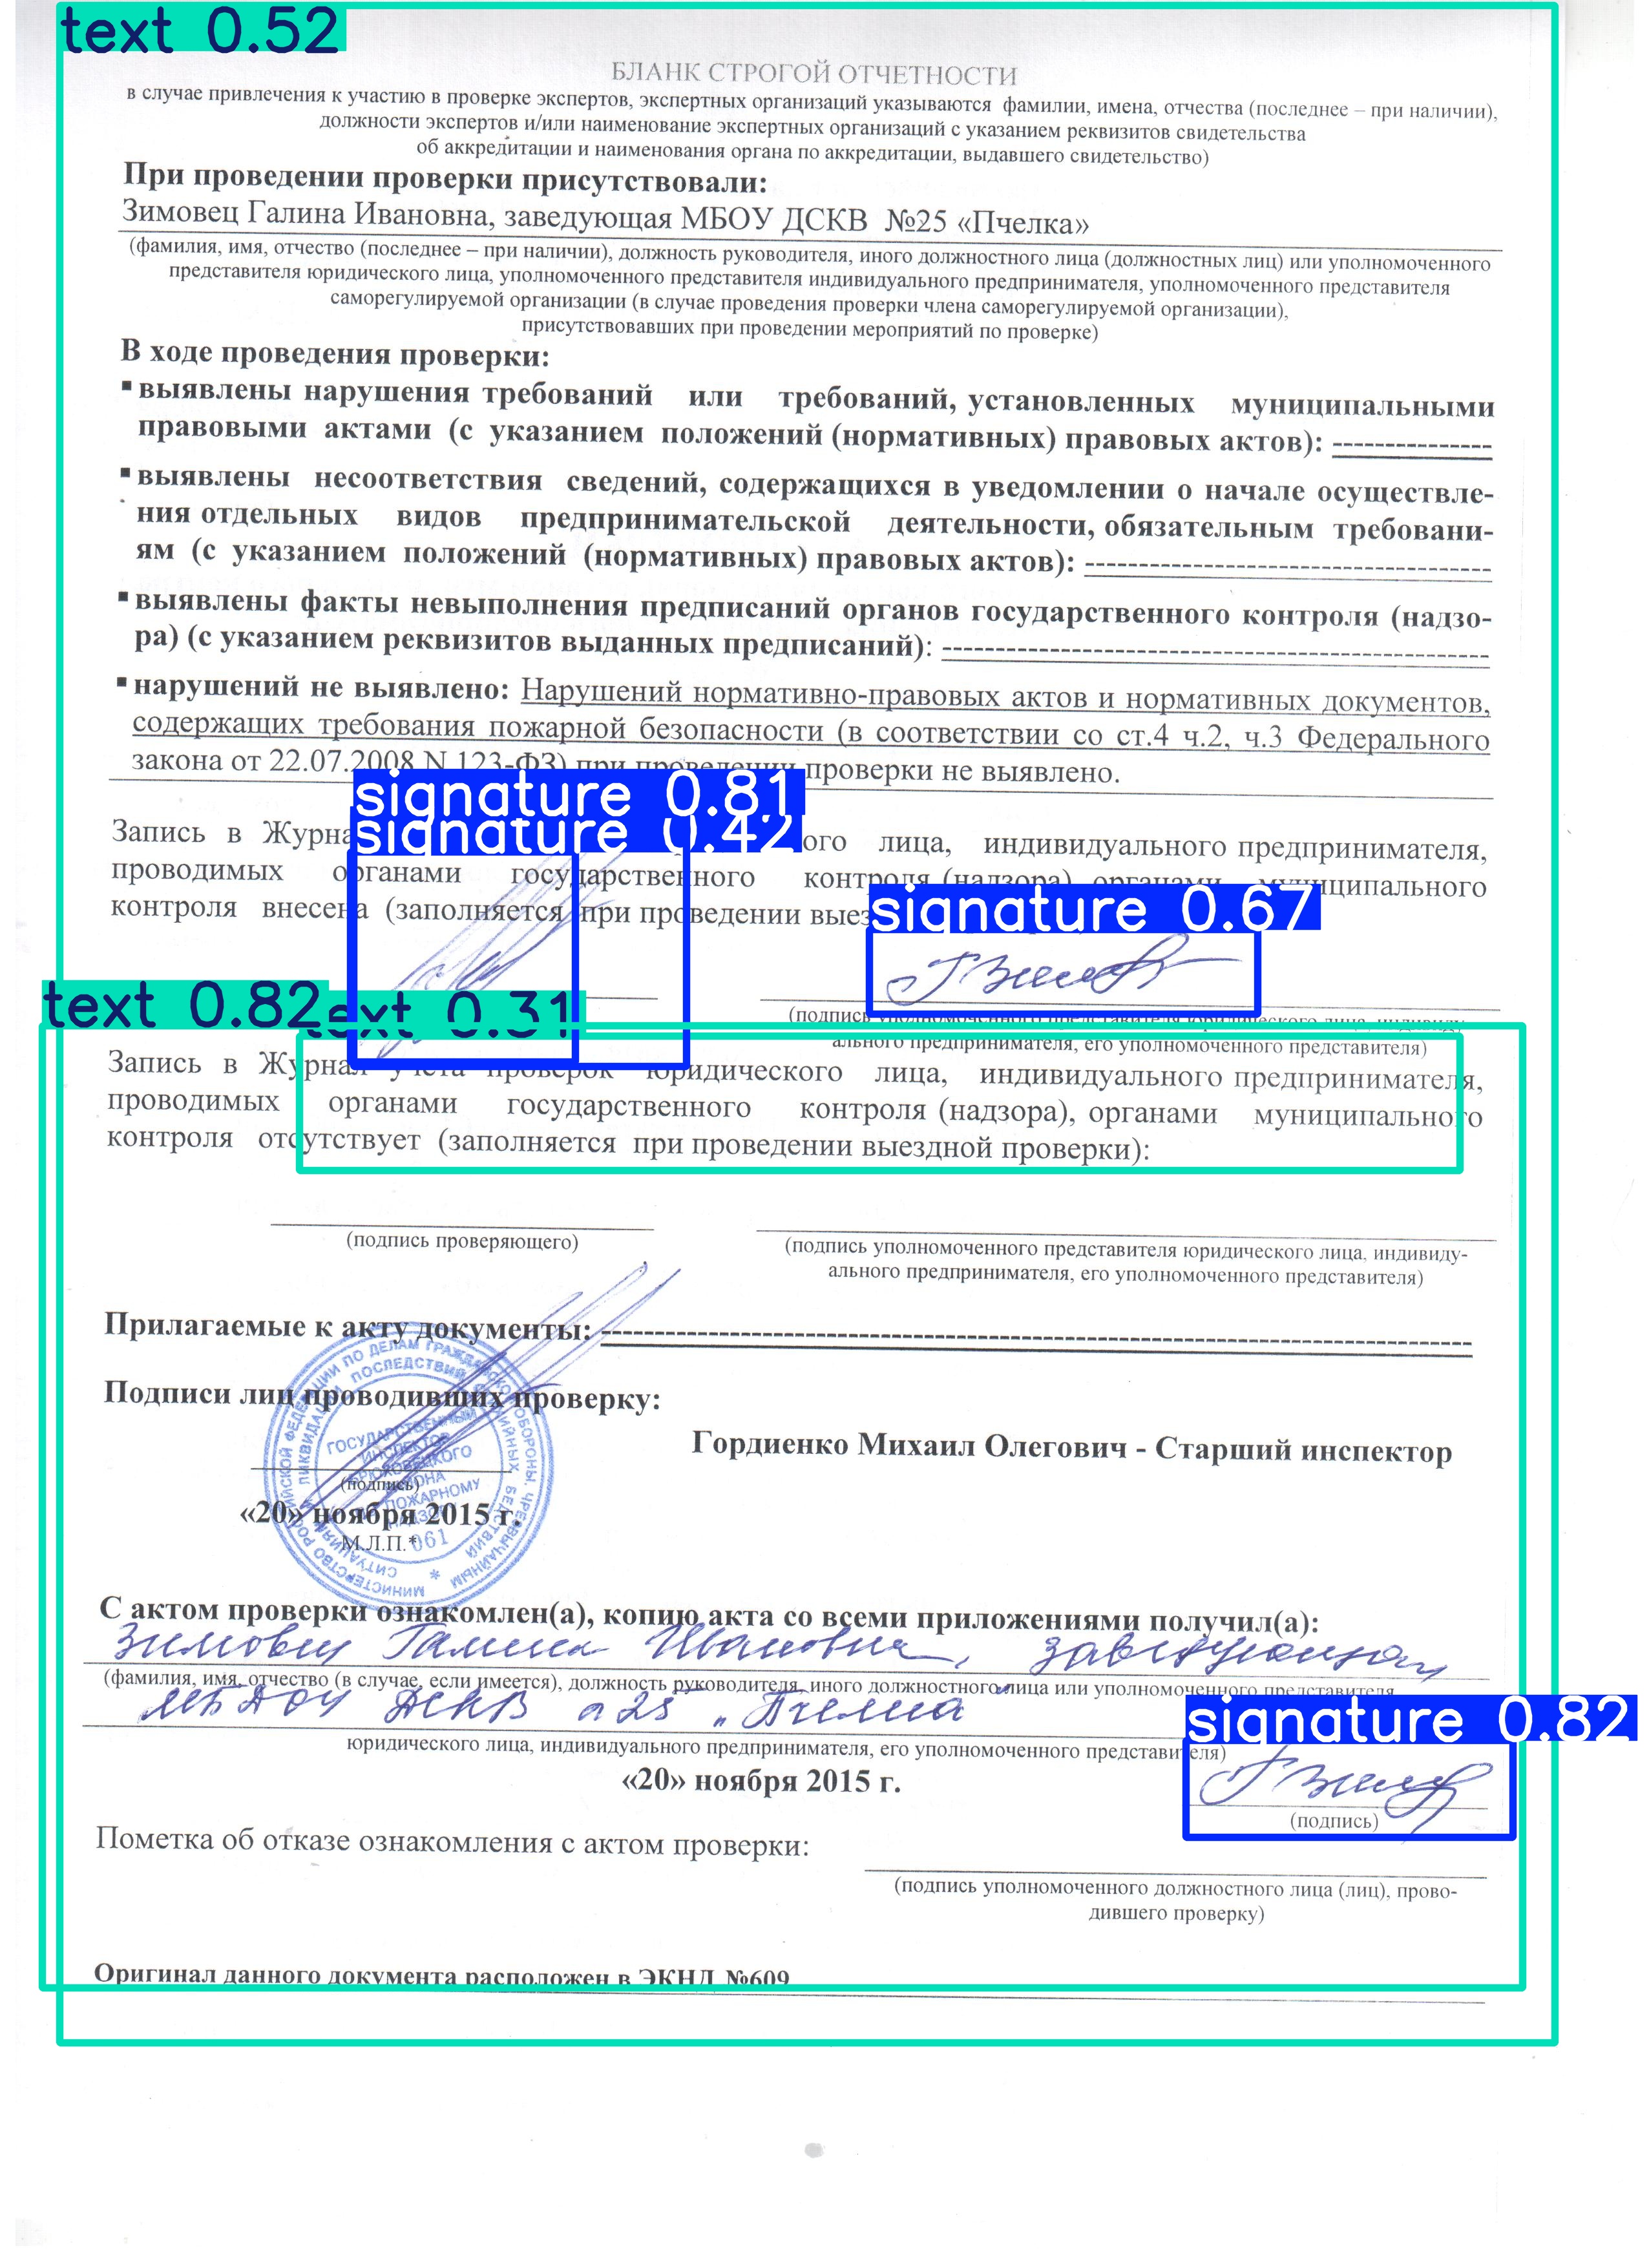 text 0.52
БЛАНК СТРОГОЙ ОТЧЕТНОСТИ
в случае привлечения к участию в проверке экспертов, экспертных организаций указываются фамилии, имена, отчества (последнее – при наличии),
должности экспертов и/или наименование экспертных организаций с указанием реквизитов свидетельства
об аккредитации и наименования органа по аккредитации, выдавшего свидетельство)
При проведении проверки присутствовали:
Зимовец Галина Ивановна, заведующая МБОУ ДСКВ №25 «Пчелка»
(фамилия, имя, отчество (последнее – при наличии), должность руководителя, иного должностного лица (должностных лиц) или уполномоченного
представителя юридического лица, уполномоченного представителя индивидуального предпринимателя, уполномоченного представителя
саморегулируемой организации (в случае проведения проверки члена саморегулируемой организации),
присутствовавших при проведении мероприятий по проверке)
В ходе проведения проверки:
▪ выявлены нарушения требований или требований, установленных муниципальными
правовыми актами (с указанием положений (нормативных) правовых актов): ---------------
▪ выявлены несоответствия сведений, содержащихся в уведомлении о начале осуществле-
ния отдельных видов предпринимательской деятельности, обязательным требовани-
ям (с указанием положений (нормативных) правовых актов): --------------------------------------
▪ выявлены факты невыполнения предписаний органов государственного контроля (надзо-
ра) (с указанием реквизитов выданных предписаний): ---------------------------------------------------
▪ нарушений не выявлено: Нарушений нормативно-правовых актов и нормативных документов,
содержащих требования пожарной безопасности (в соответствии со ст.4 ч.2, ч.3 Федерального
закона от 22.07.2008 N 123-ФЗ) при проведении проверки не выявлено.
signature 0.81
signature 0.42
Запись в Журна ого лица, индивидуального предпринимателя,
проводимых органами государственного контроля (надзора), органами муниципального
контроля внесена (заполняется при проведении выез
signature 0.67
(подпись уполномоченного представителя юридического лица, индивиду-
ального предпринимателя, его уполномоченного представителя)
text 0.82
text 0.31
Запись в Журнал учета проверок юридического лица, индивидуального предпринимателя,
проводимых органами государственного контроля (надзора), органами муниципального
контроля отсутствует (заполняется при проведении выездной проверки):
(подпись проверяющего)
(подпись уполномоченного представителя юридического лица, индивиду-
ального предпринимателя, его уполномоченного представителя)
Прилагаемые к акту документы: --------------------------------------------------------------------------------
Подписи лиц проводивших проверку:
Гордиенко Михаил Олегович - Старший инспектор
(подпись)
«20» ноября 2015 г.
М.Л.П.*
МИНИСТЕРСТВО РОССИЙСКОЙ ФЕДЕРАЦИИ ПО ДЕЛАМ ГРАЖДАНСКОЙ ОБОРОНЫ, ЧРЕЗВЫЧАЙНЫМ
СИТУАЦИЯМ И ЛИКВИДАЦИИ ПОСЛЕДСТВИЙ СТИХИЙНЫХ БЕДСТВИЙ
ГОСУДАРСТВЕННЫЙ
ИНСПЕКТОР
БРЮХОВЕЦКОГО
РАЙОНА
ПО ПОЖАРНОМУ
НАДЗОРУ
061
С актом проверки ознакомлен(а), копию акта со всеми приложениями получил(а):
Зимовец Галина Ивановна, заведующая
(фамилия, имя, отчество (в случае, если имеется), должность руководителя, иного должностного лица или уполномоченного представителя
МБДОУ ДСКВ №25 „Пчелка"
юридического лица, индивидуального предпринимателя, его уполномоченного представителя)
signature 0.82
«20» ноября 2015 г.
(подпись)
Пометка об отказе ознакомления с актом проверки:
(подпись уполномоченного должностного лица (лиц), прово-
дившего проверку)
Оригинал данного документа расположен в ЭКНД №609